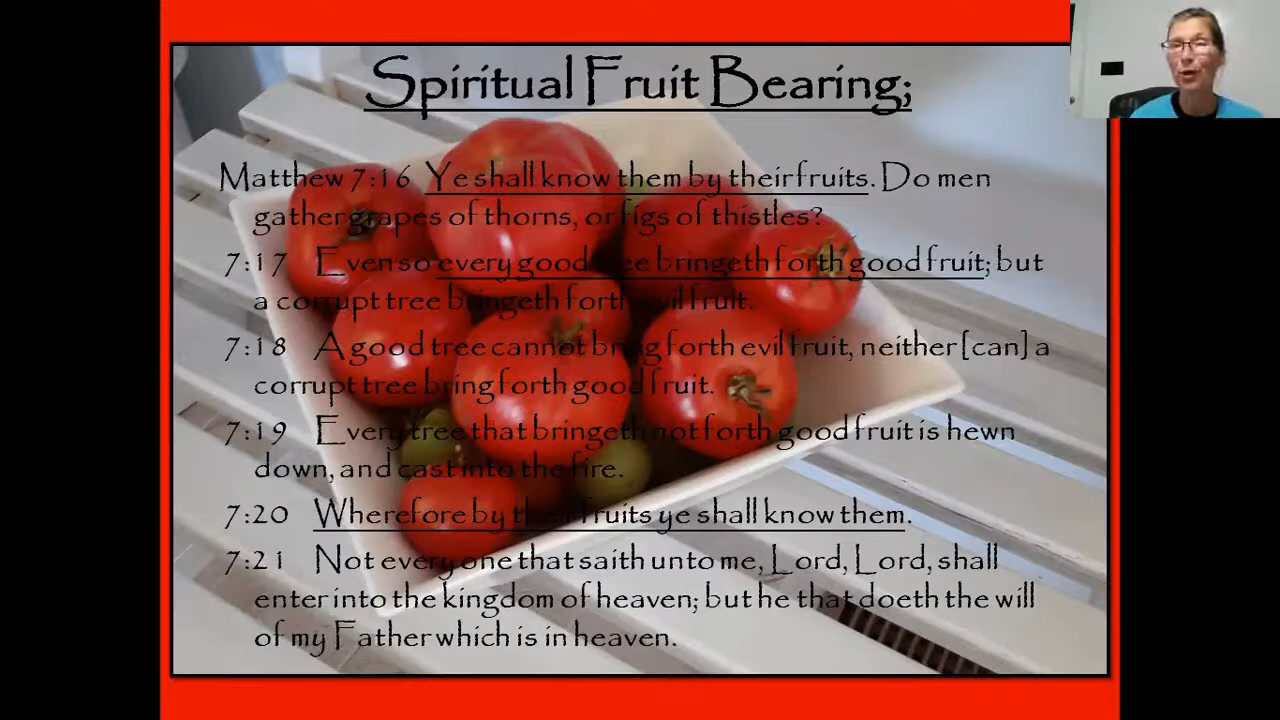 Spiritual Fruit Bearing;
Matthew 7:16 Ye shall know them by their fruits. Do men
gather grapes of thorns, or figs of thistles?
7:17 Even so every good tree bringeth forth good fruit; but
a corrupt tree bringeth forth evil fruit.
7:18 A good tree cannot bring forth evil fruit, neither [can] a
corrupt tree bring forth good fruit.
7:19 Every tree that bringeth not forth good fruit is hewn
down, and cast into the fire.
7:20 Wherefore by their fruits ye shall know them.
7:21 Not every one that saith unto me, Lord, Lord, shall
enter into the kingdom of heaven; but he that doeth the will
of my Father which is in heaven.